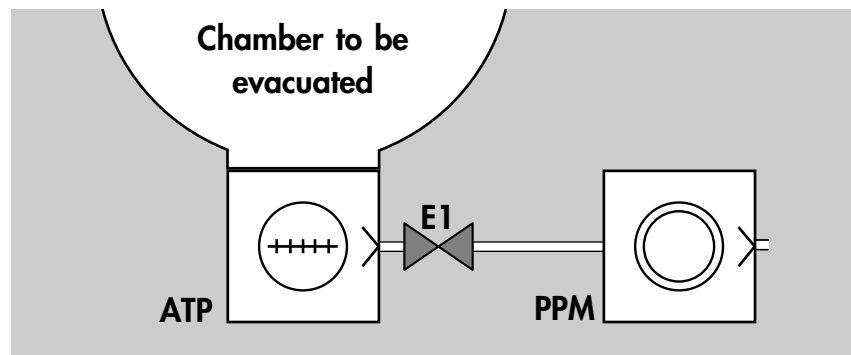 Chamber to be
evacuated
E1
ATP
PPM